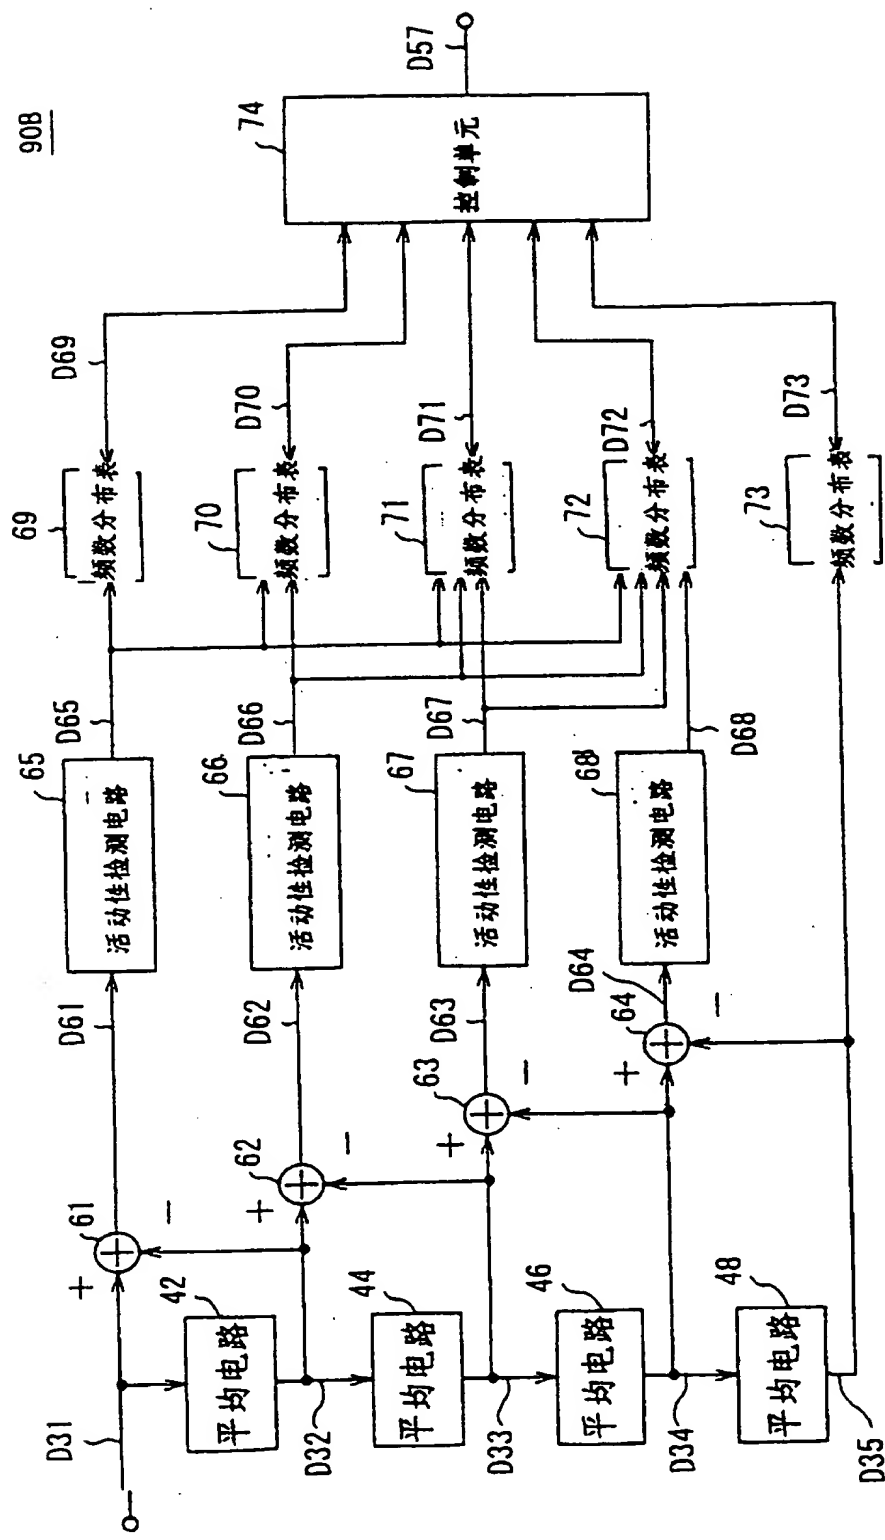 90B
D31
+
61
−
D61
65
活动性检测电路
D65
69
频数分布表
D69
42
平均电路
D32
+
62
−
D62
66
活动性检测电路
D66
70
频数分布表
D70
44
平均电路
D33
+
63
−
D63
67
活动性检测电路
D67
71
频数分布表
D71
46
平均电路
D34
+
64
−
D64
68
活动性检测电路
D68
72
频数分布表
D72
48
平均电路
D35
73
频数分布表
D73
74
控制单元
D57